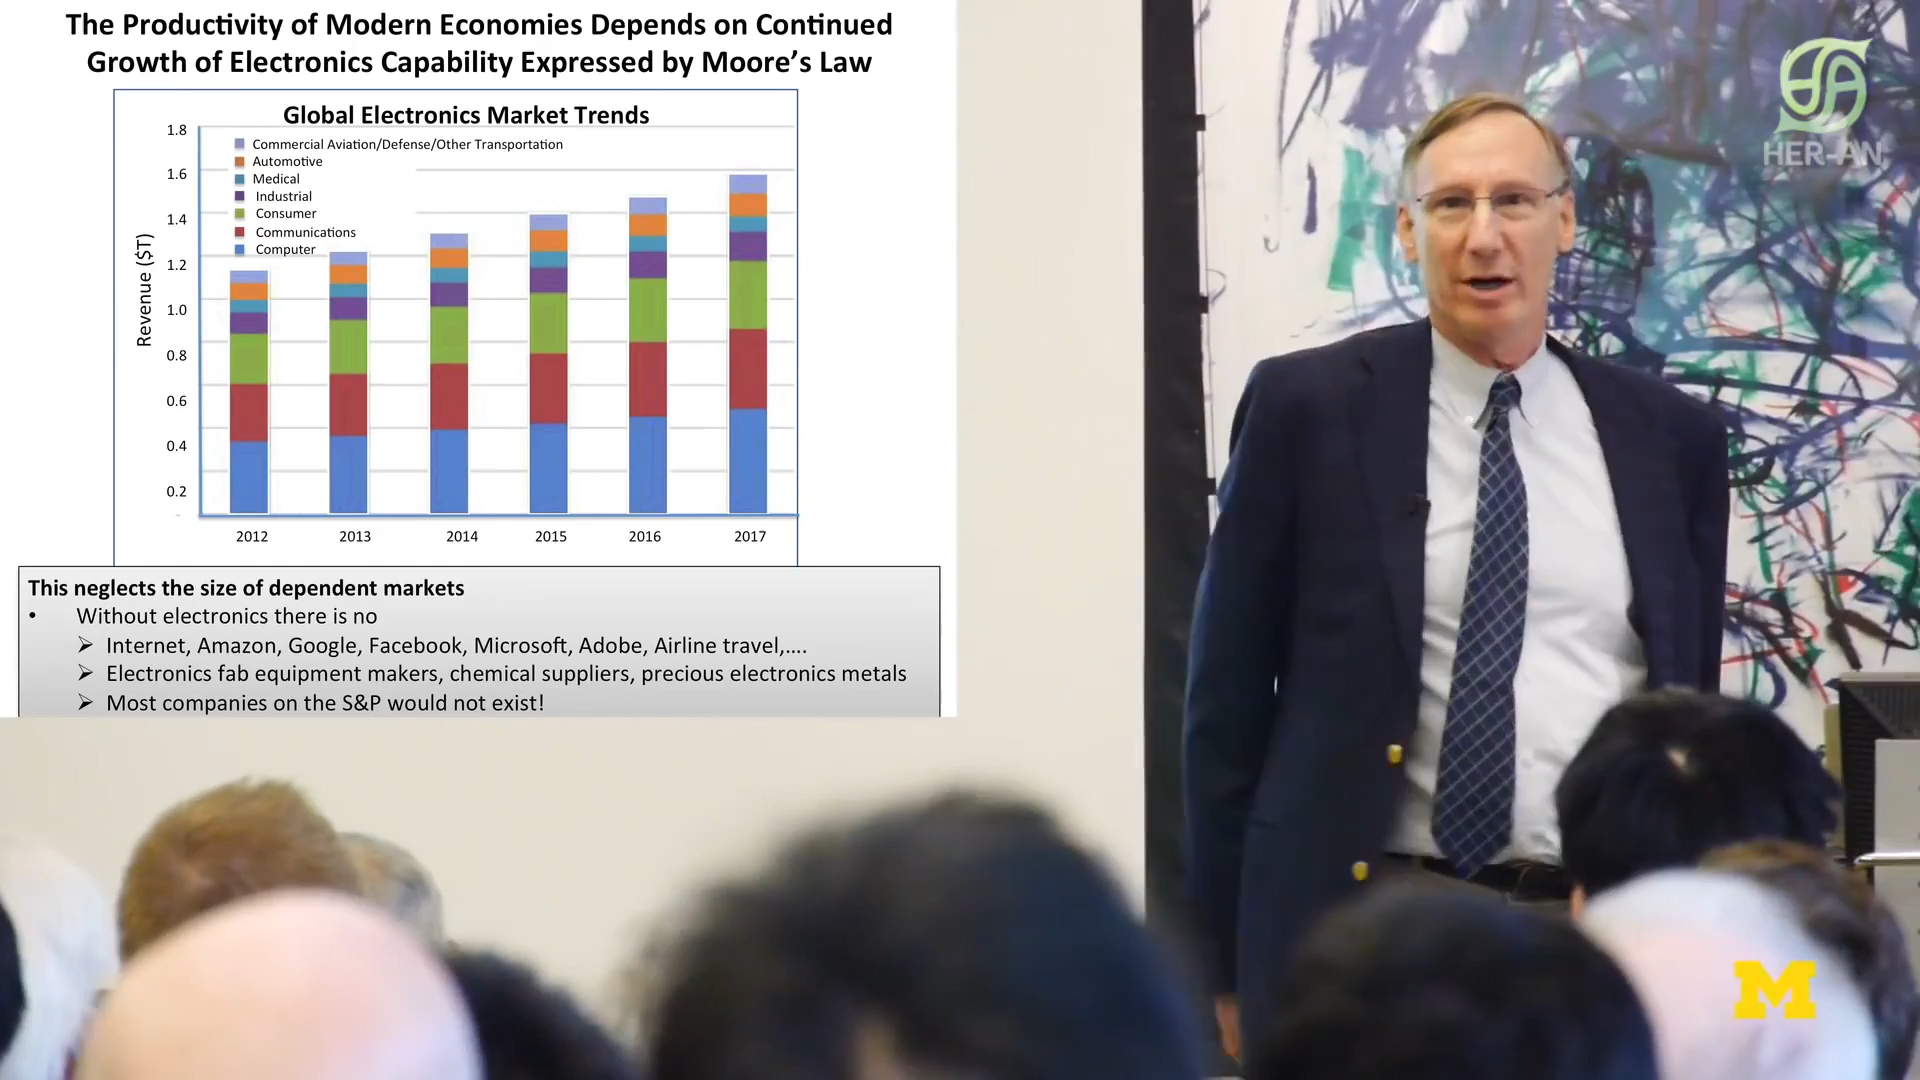 The Productivity of Modern Economies Depends on Continued
Growth of Electronics Capability Expressed by Moore's Law
Global Electronics Market Trends
Revenue ($T)
1.8
1.6
1.4
1.2
1.0
0.8
0.6
0.4
0.2
-
Commercial Aviation/Defense/Other Transportation
Automotive
Medical
Industrial
Consumer
Communications
Computer
2012 2013 2014 2015 2016 2017
This neglects the size of dependent markets
• Without electronics there is no
➢ Internet, Amazon, Google, Facebook, Microsoft, Adobe, Airline travel,....
➢ Electronics fab equipment makers, chemical suppliers, precious electronics metals
➢ Most companies on the S&P would not exist!
HER-AN
M